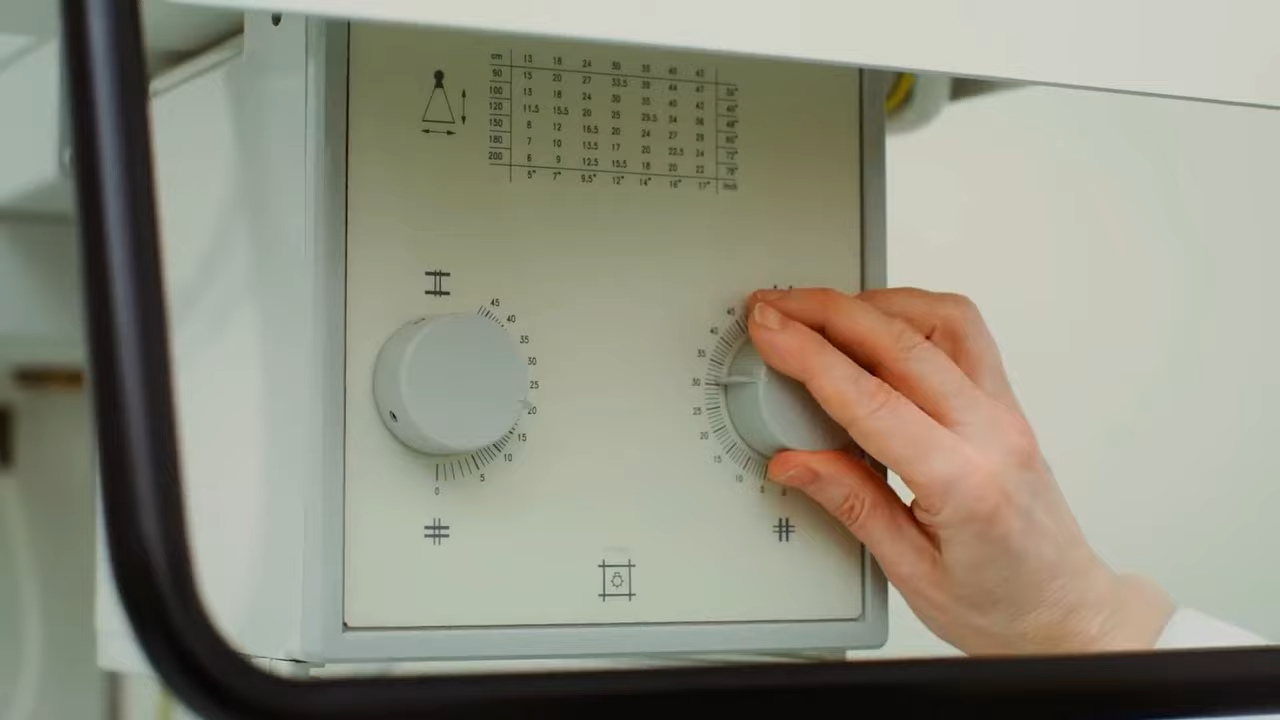 cm 13 18 24 30 35 40 43
90 15 20 27 33.5 39 44 47 36"
100 13 18 24 30 35 40 42 40"
120 11.5 15.5 20 25 29.5 34 36 48"
150 8 12 16.5 20 24 27 29 60"
180 7 10 13.5 17 20 22.5 24 72"
200 6 9 12.5 15.5 18 20 22 78"
5" 7" 9.5" 12" 14" 16" 17" inch
45
40
35
30
25
20
15
10
5
0
45
40
35
30
25
20
15
10
5